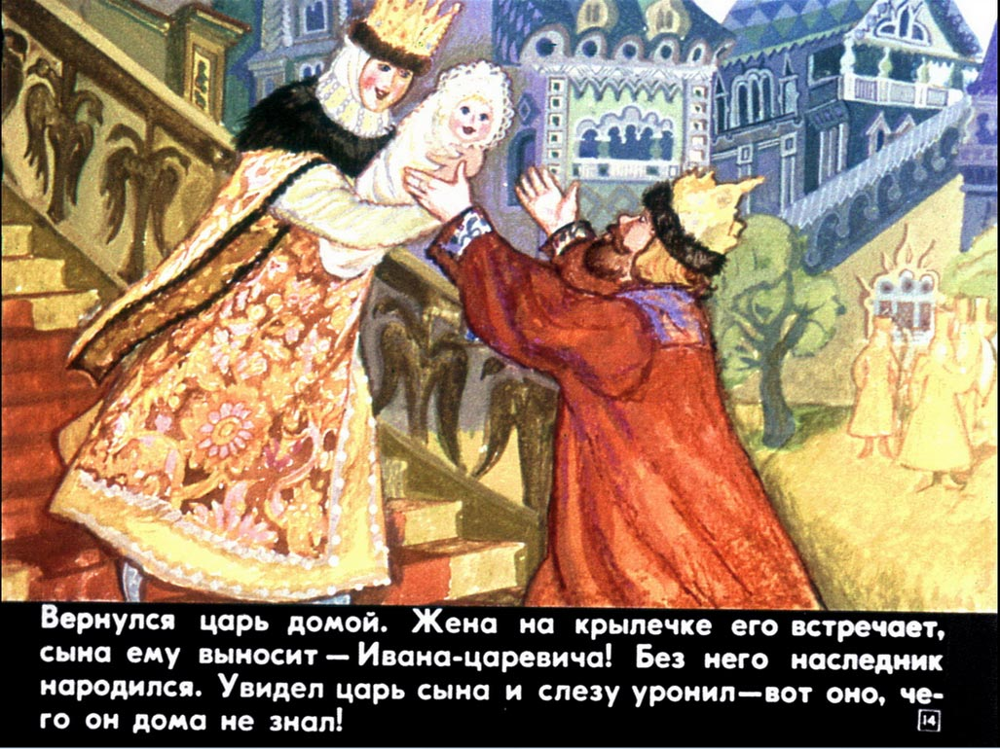 Вернулся царь домой. Жена на крылечке его встречает,
сына ему выносит — Ивана-царевича! Без него наследник
народился. Увидел царь сына и слезу уронил—вот оно, че-
го он дома не знал!
14